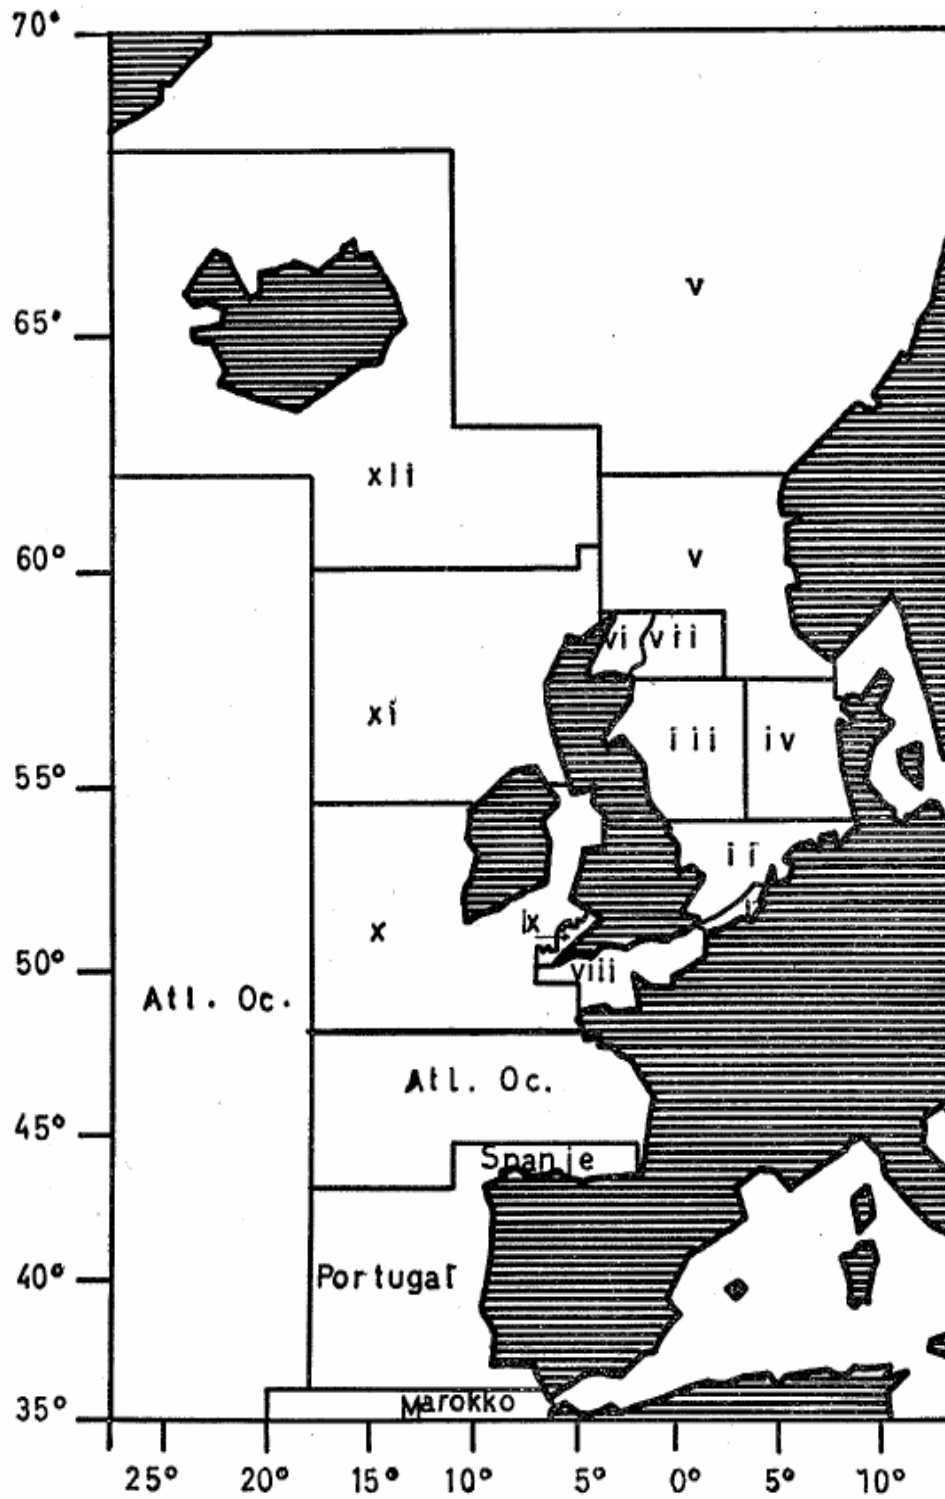 70°
v
65°
xii
60°
v
vi
vii
xi
iii
iv
55°
ii
ix
x
viii
50°
Atl. Oc.
Atl. Oc.
45°
Spanje
40°
Portugal
Marokko
35°
25° 20° 15° 10° 5° 0° 5° 10°